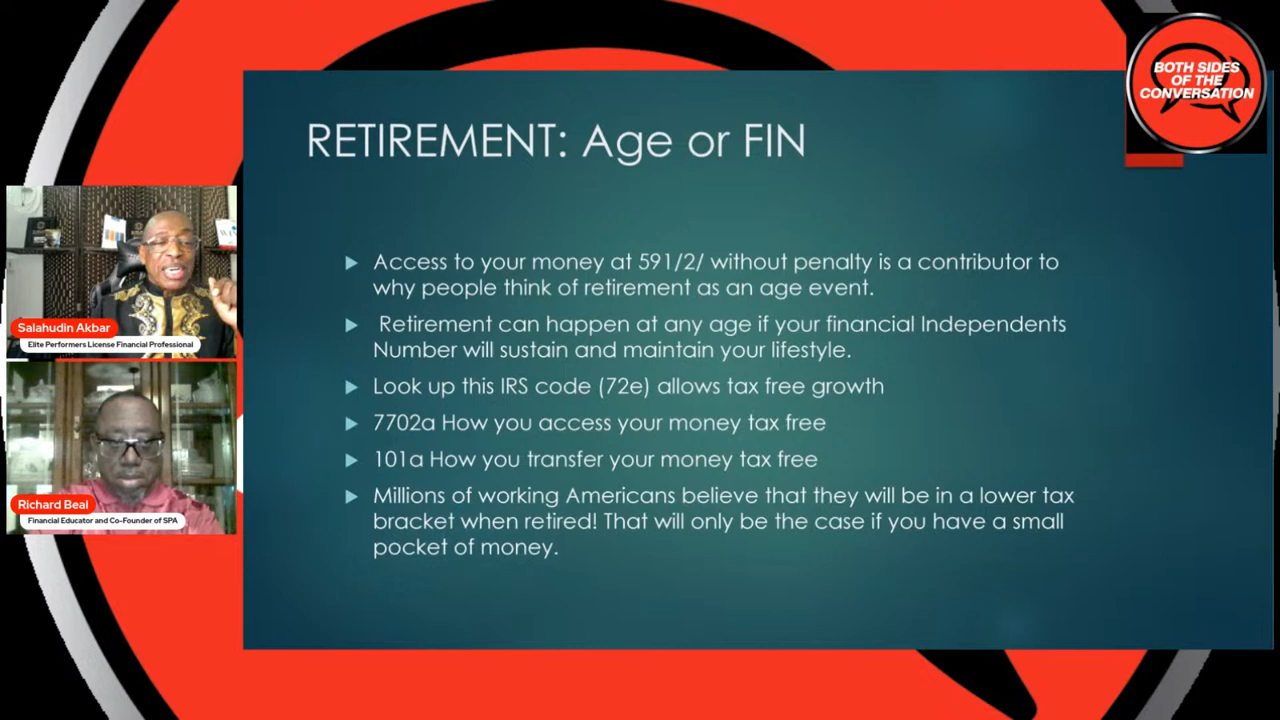 BOTH SIDES
OF THE
CONVERSATION
RETIREMENT: Age or FIN
Access to your money at 591/2/ without penalty is a contributor to
why people think of retirement as an age event.
Retirement can happen at any age if your financial Independents
Number will sustain and maintain your lifestyle.
Look up this IRS code (72e) allows tax free growth
7702a How you access your money tax free
101a How you transfer your money tax free
Millions of working Americans believe that they will be in a lower tax
bracket when retired! That will only be the case if you have a small
pocket of money.
Salahudin Akbar
Elite Performers License Financial Professional
Richard Beal
Financial Educator and Co-Founder of SPA